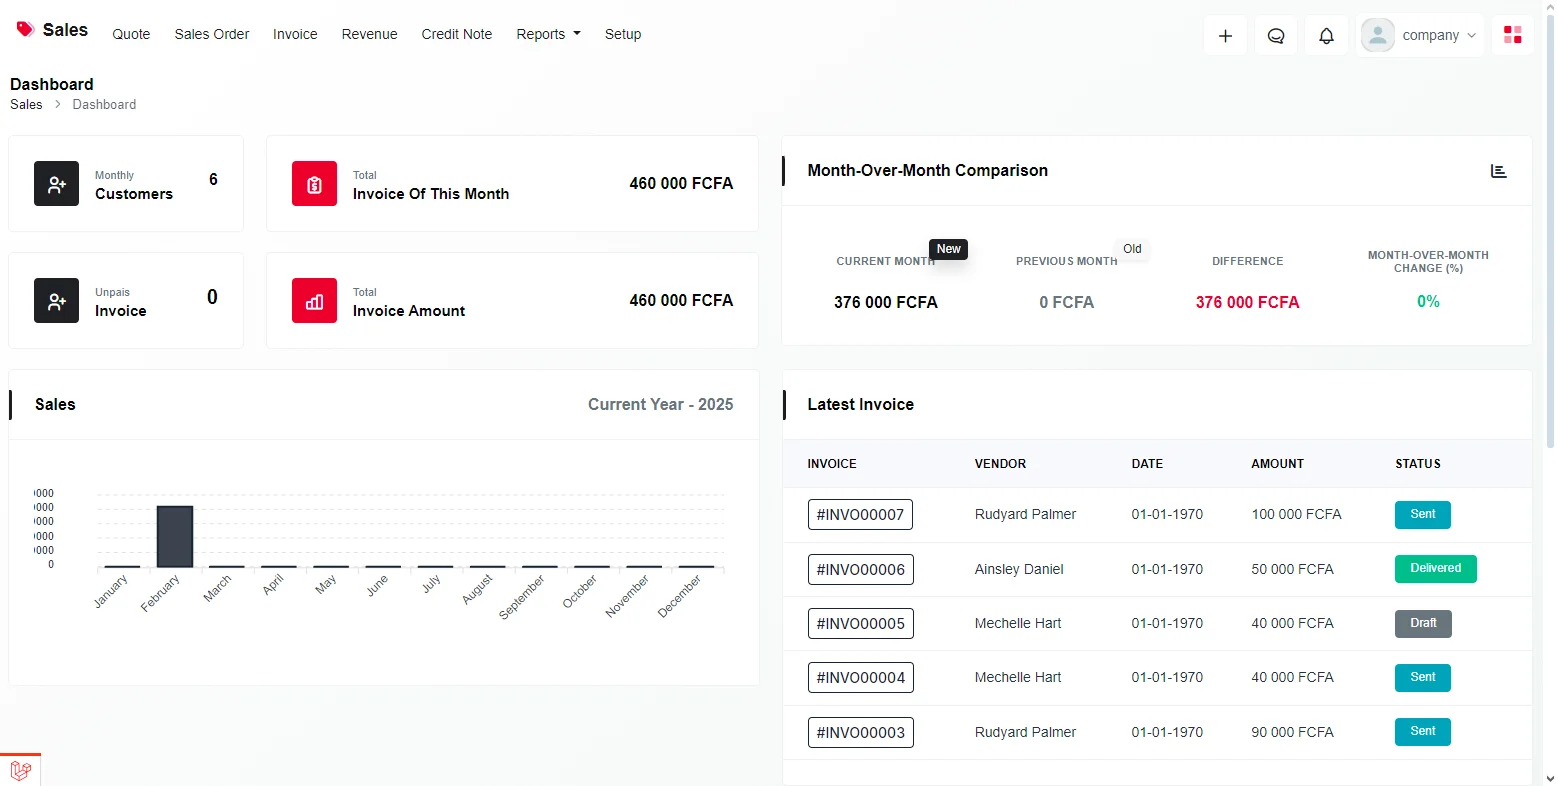 Sales
Quote
Sales Order
Invoice
Revenue
Credit Note
Reports
Setup
company
Dashboard
Sales
Dashboard
Monthly
Customers
6
Total
Invoice Of This Month
460 000 FCFA
Unpais
Invoice
0
Total
Invoice Amount
460 000 FCFA
Month-Over-Month Comparison
CURRENT MONTH
New
376 000 FCFA
PREVIOUS MONTH
Old
0 FCFA
DIFFERENCE
376 000 FCFA
MONTH-OVER-MONTH
CHANGE (%)
0%
Sales
Current Year - 2025
0000
0000
0000
0000
0000
0
January
February
March
April
May
June
July
August
September
October
November
December
Latest Invoice
INVOICE VENDOR DATE AMOUNT STATUS
#INVO00007 Rudyard Palmer 01-01-1970 100 000 FCFA Sent
#INVO00006 Ainsley Daniel 01-01-1970 50 000 FCFA Delivered
#INVO00005 Mechelle Hart 01-01-1970 40 000 FCFA Draft
#INVO00004 Mechelle Hart 01-01-1970 40 000 FCFA Sent
#INVO00003 Rudyard Palmer 01-01-1970 90 000 FCFA Sent